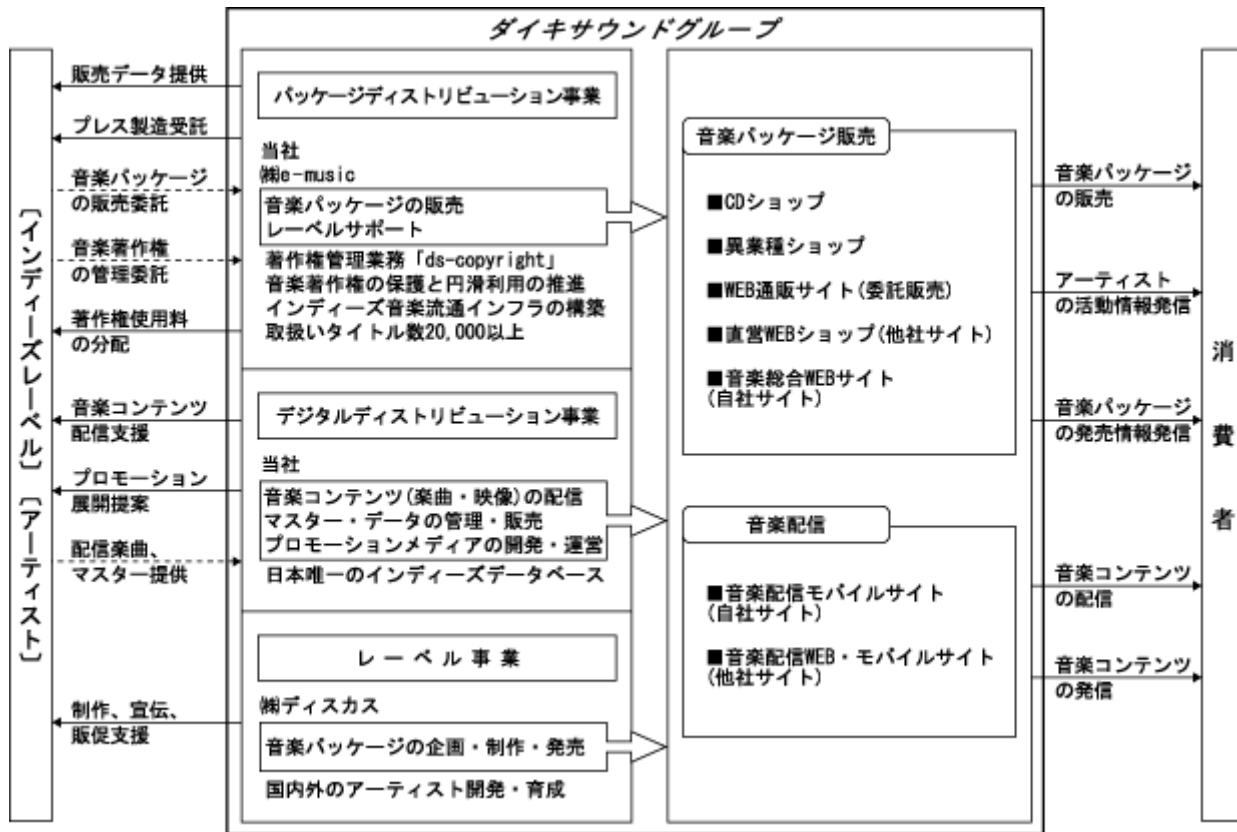 ダイキサウンドグループ
〔インディーズレーベル〕〔アーティスト〕
販売データ提供
プレス製造受託
音楽パッケージ
の販売委託
音楽著作権
の管理委託
著作権使用料
の分配
音楽コンテンツ
配信支援
プロモーション
展開提案
配信楽曲、
マスター提供
制作、宣伝、
販促支援
パッケージディストリビューション事業
当社
㈱e-music
音楽パッケージの販売
レーベルサポート
著作権管理業務「ds-copyright」
音楽著作権の保護と円滑利用の推進
インディーズ音楽流通インフラの構築
取扱いタイトル数20,000以上
デジタルディストリビューション事業
当社
音楽コンテンツ(楽曲・映像)の配信
マスター・データの管理・販売
プロモーションメディアの開発・運営
日本唯一のインディーズデータベース
レーベル事業
㈱ディスカス
音楽パッケージの企画・制作・発売
国内外のアーティスト開発・育成
音楽パッケージ販売
■CDショップ
■異業種ショップ
■WEB通販サイト(委託販売)
■直営WEBショップ(他社サイト)
■音楽総合WEBサイト
(自社サイト)
音楽配信
■音楽配信モバイルサイト
(自社サイト)
■音楽配信WEB・モバイルサイト
(他社サイト)
音楽パッケージ
の販売
アーティスト
の活動情報発信
音楽パッケージ
の発売情報発信
音楽コンテンツ
の配信
音楽コンテンツ
の発信
消費者